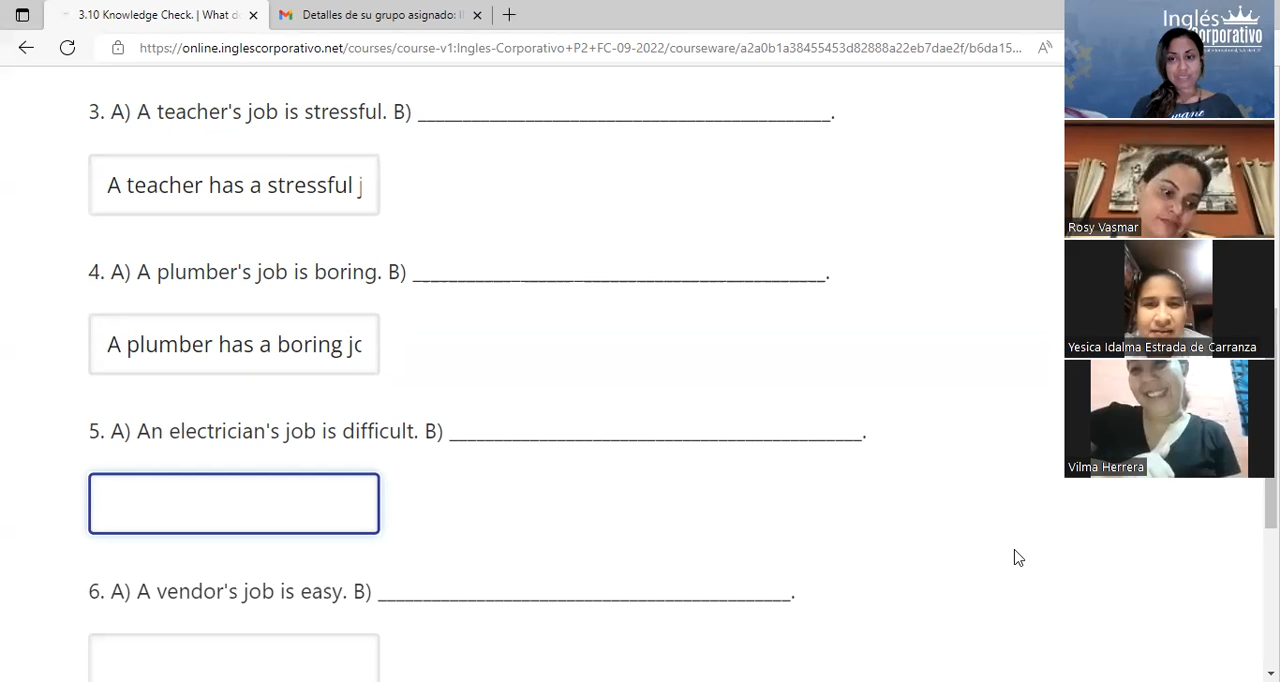 3.10 Knowledge Check. | What d
Detalles de su grupo asignado: I
https://online.inglescorporativo.net/courses/course-v1:Ingles-Corporativo+P2+FC-09-2022/courseware/a2a0b1a38455453d82888a22eb7dae2f/b6da15...
Inglés
Corporativo
want
3. A) A teacher's job is stressful. B) ________________________________________.
A teacher has a stressful j
Rosy Vasmar
4. A) A plumber's job is boring. B) ________________________________________.
A plumber has a boring jo
Yesica Idalma Estrada de Carranza
5. A) An electrician's job is difficult. B) ________________________________________.
Vilma Herrera
6. A) A vendor's job is easy. B) ________________________________________.